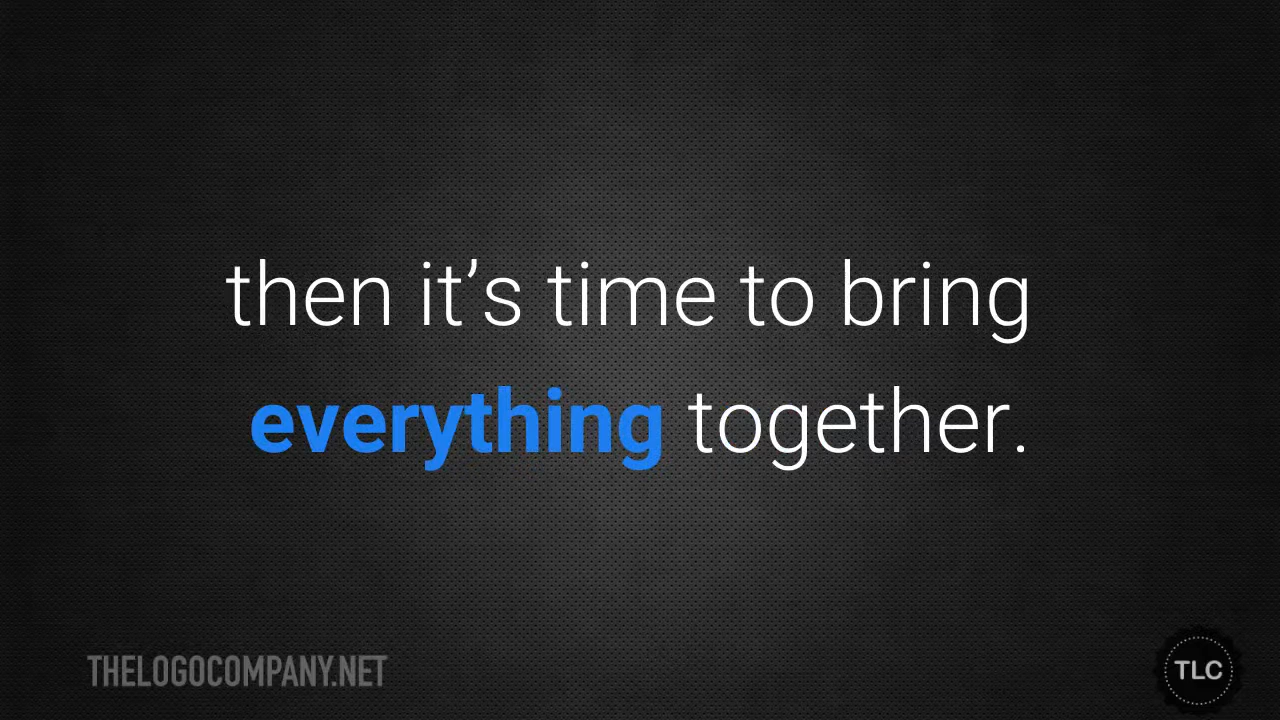 then it’s time to bring
everything together.
THELOGOCOMPANY.NET
TLC